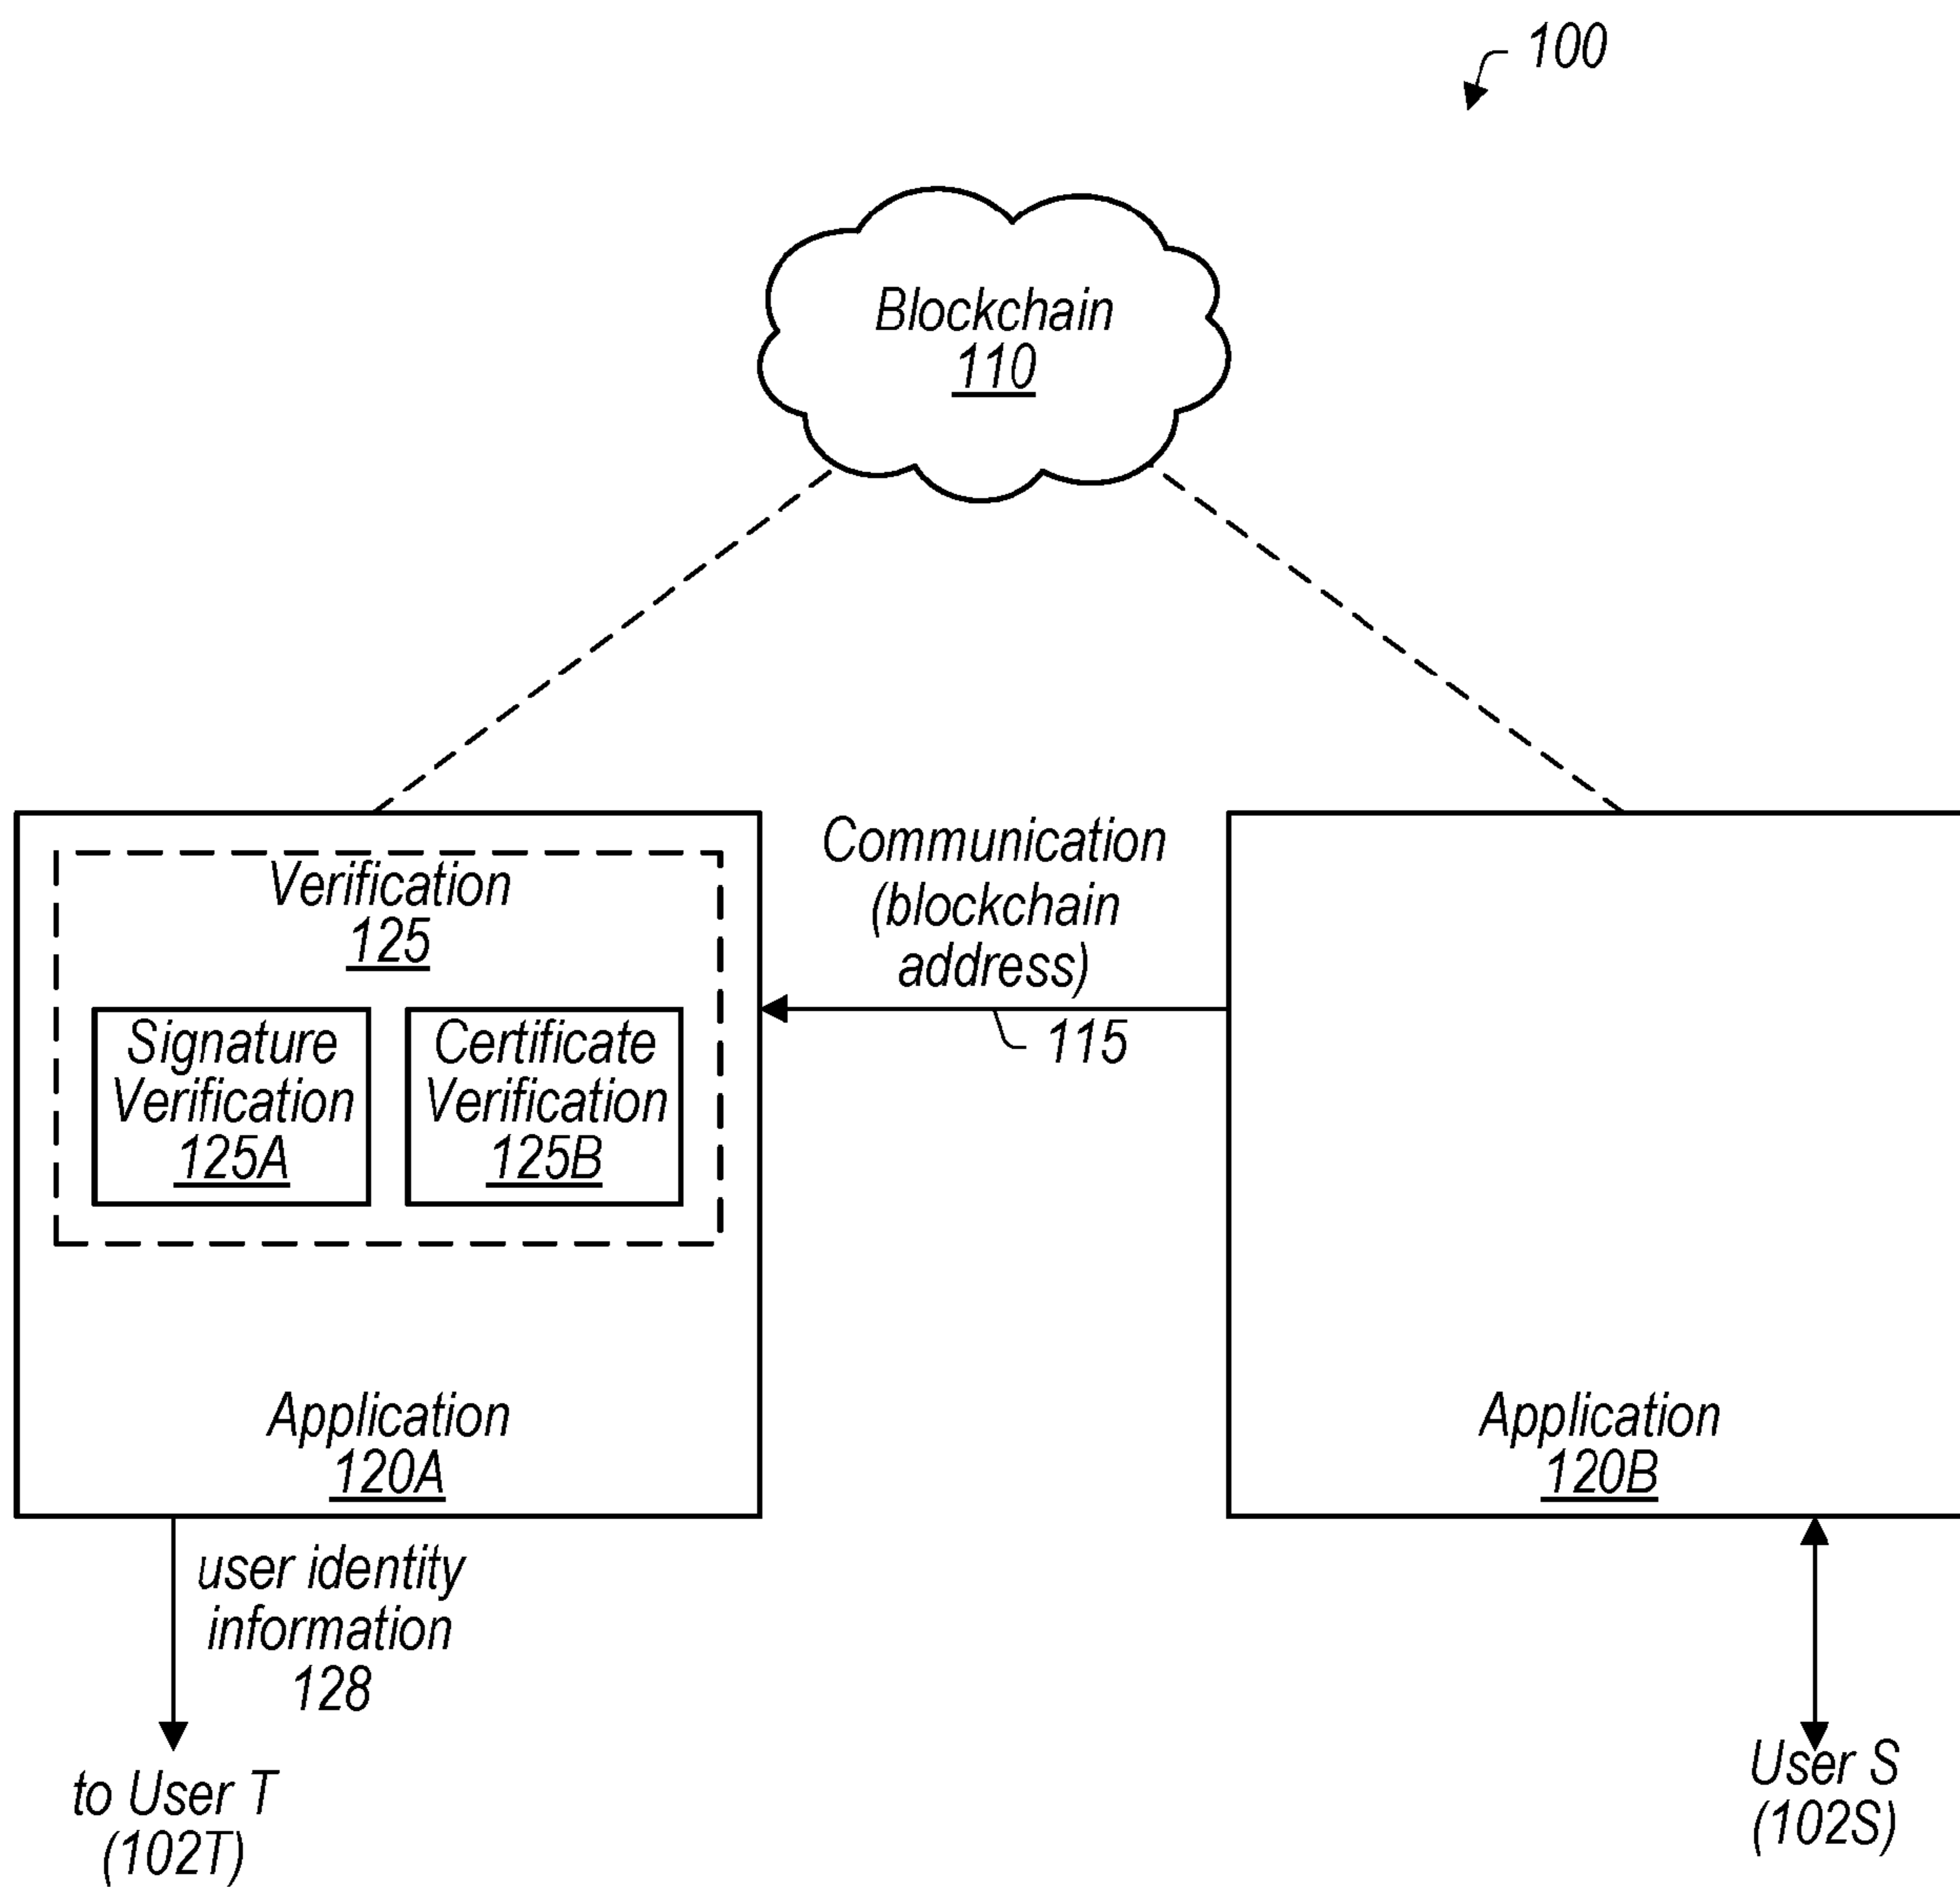 100
Blockchain
110
Communication
(blockchain
address)
115
Verification
125
Signature
Verification
125A
Certificate
Verification
125B
Application
120A
Application
120B
user identity
information
128
to User T
(102T)
User S
(102S)